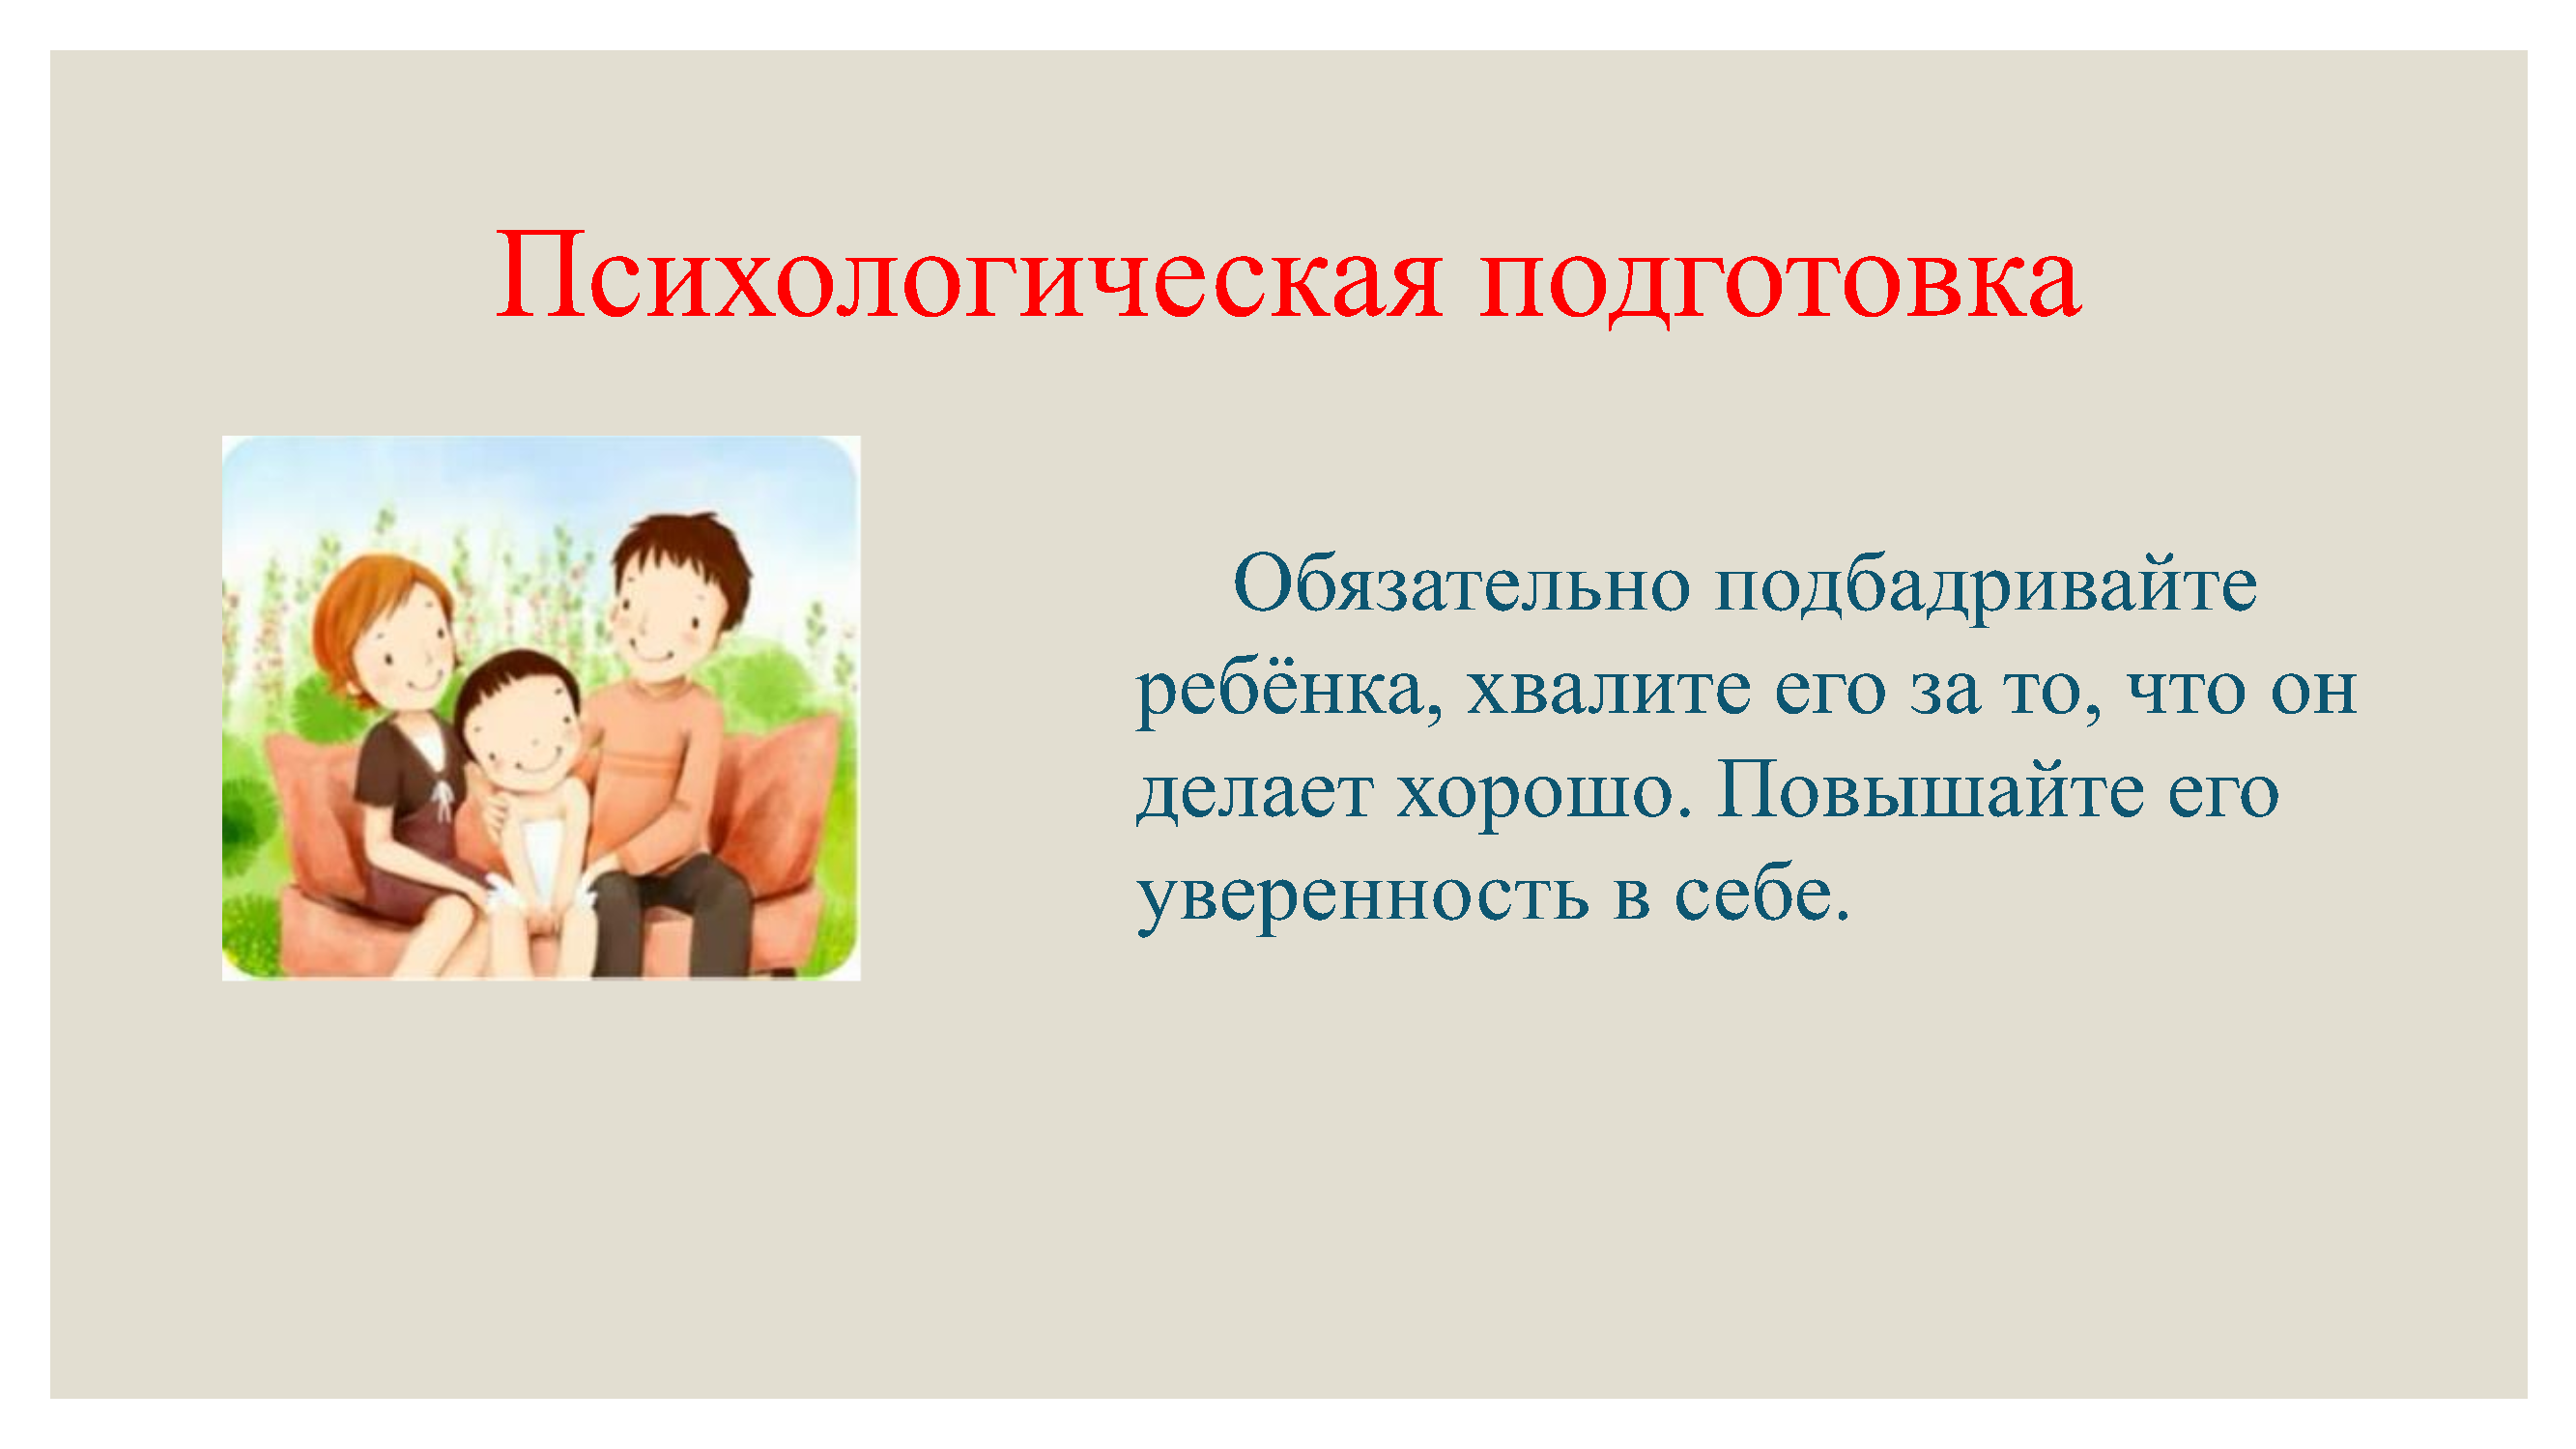 Психологическая подготовка
Обязательно подбадривайте
ребёнка, хвалите его за то, что он
делает хорошо. Повышайте его
уверенность в себе.